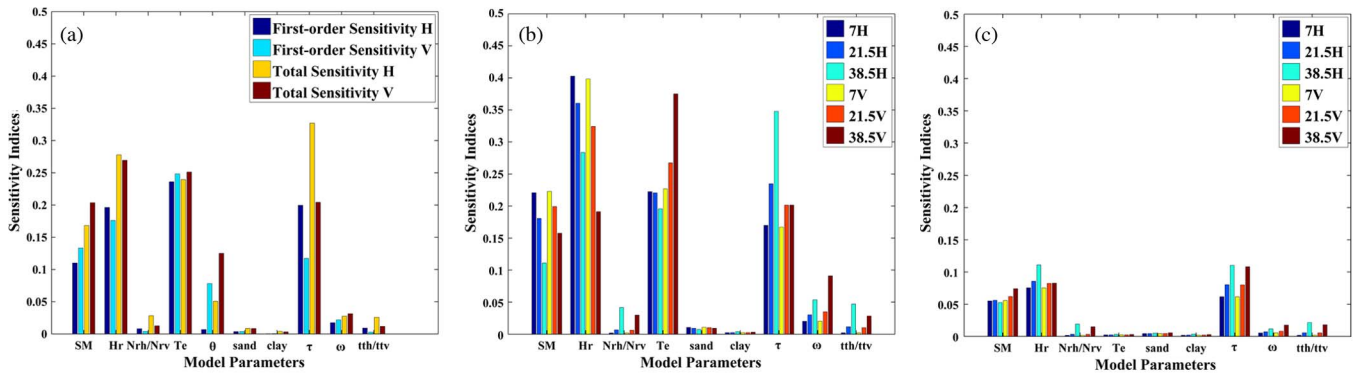 (a)
First-order Sensitivity H
First-order Sensitivity V
Total Sensitivity H
Total Sensitivity V
Sensitivity Indices
0.5
0.45
0.4
0.35
0.3
0.25
0.2
0.15
0.1
0.05
0
SM Hr Nrh/Nrv Te θ sand clay τ ω tth/ttv
Model Parameters
(b)
7H
21.5H
38.5H
7V
21.5V
38.5V
Sensitivity Indices
0.5
0.45
0.4
0.35
0.3
0.25
0.2
0.15
0.1
0.05
0
SM Hr Nrh/Nrv Te sand clay τ ω tth/ttv
Model Parameters
(c)
7H
21.5H
38.5H
7V
21.5V
38.5V
Sensitivity Indices
0.5
0.45
0.4
0.35
0.3
0.25
0.2
0.15
0.1
0.05
0
SM Hr Nrh/Nrv Te sand clay τ ω tth/ttv
Model Parameters